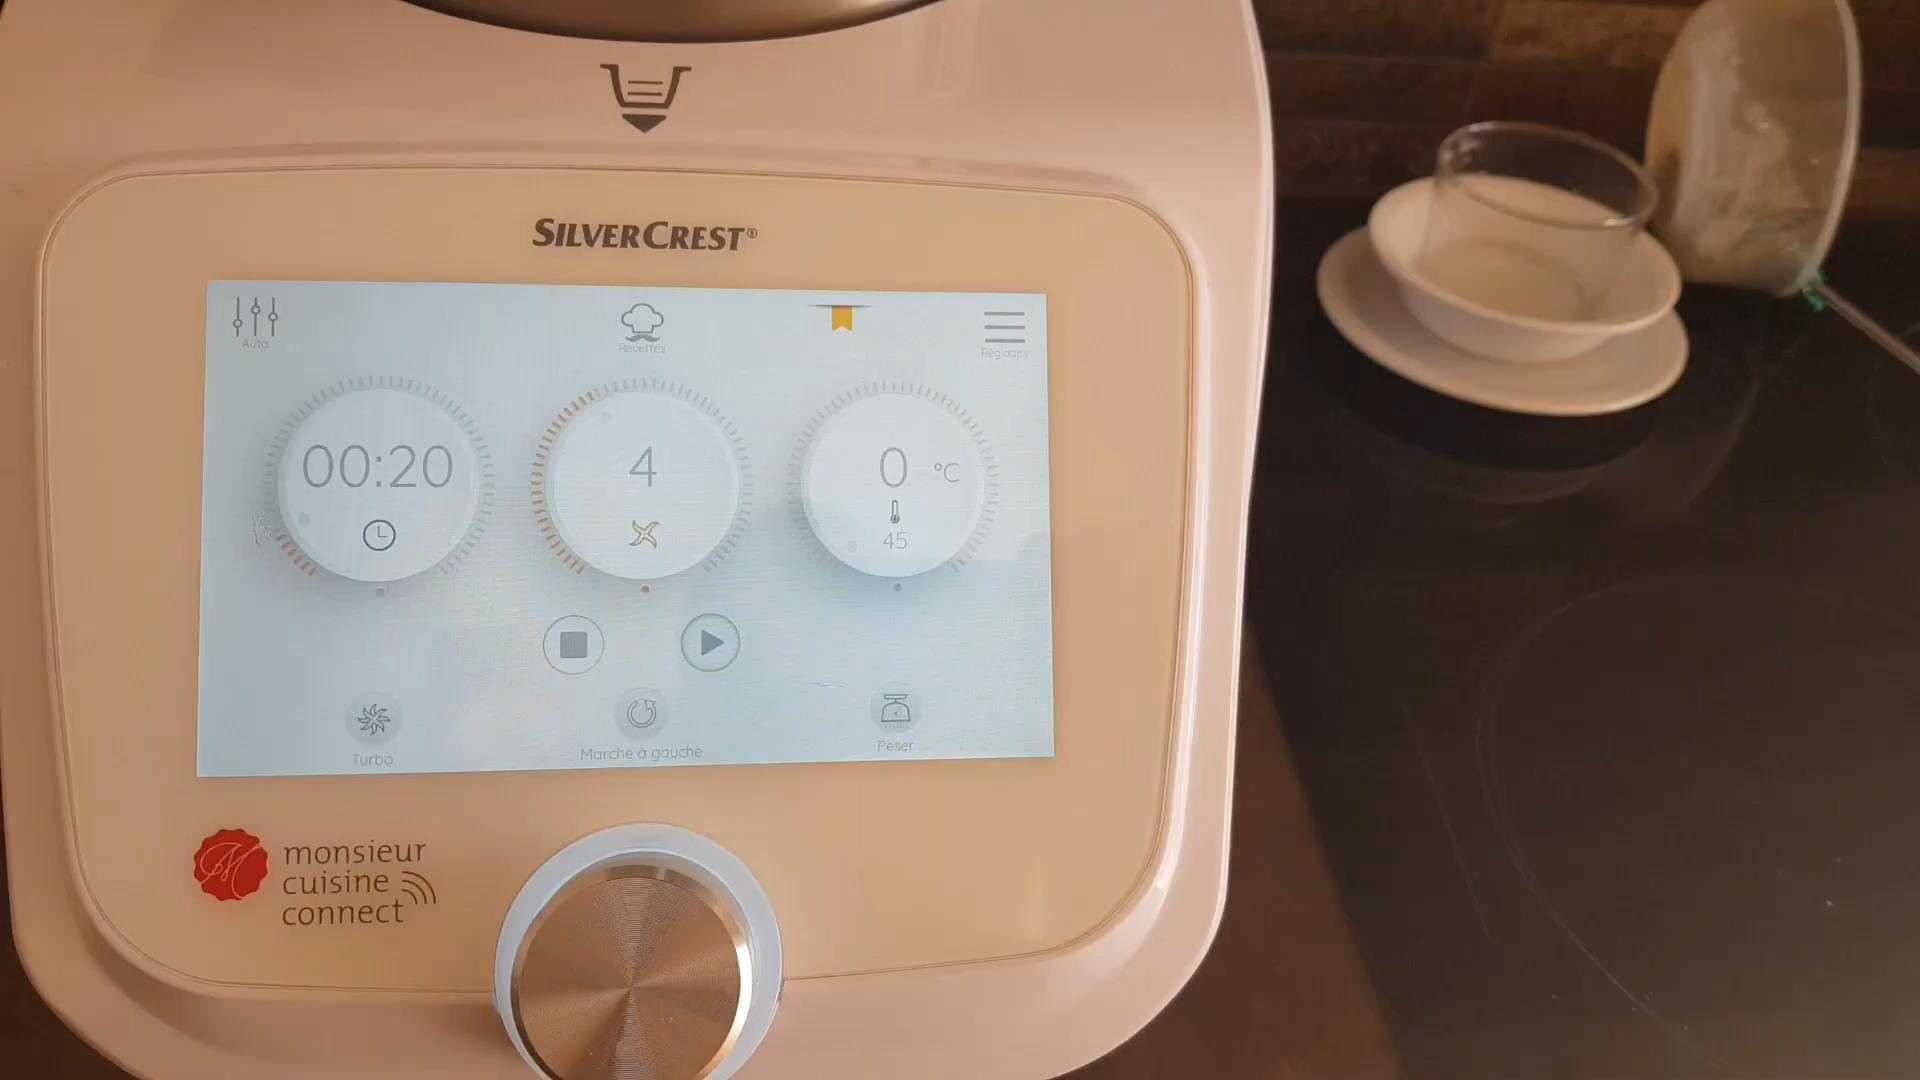 SILVERCREST®
Auto
Recettes
Réglages
00:20
4
0 °C
45
Turbo
Marche à gauche
Peser
M
monsieur
cuisine
connect